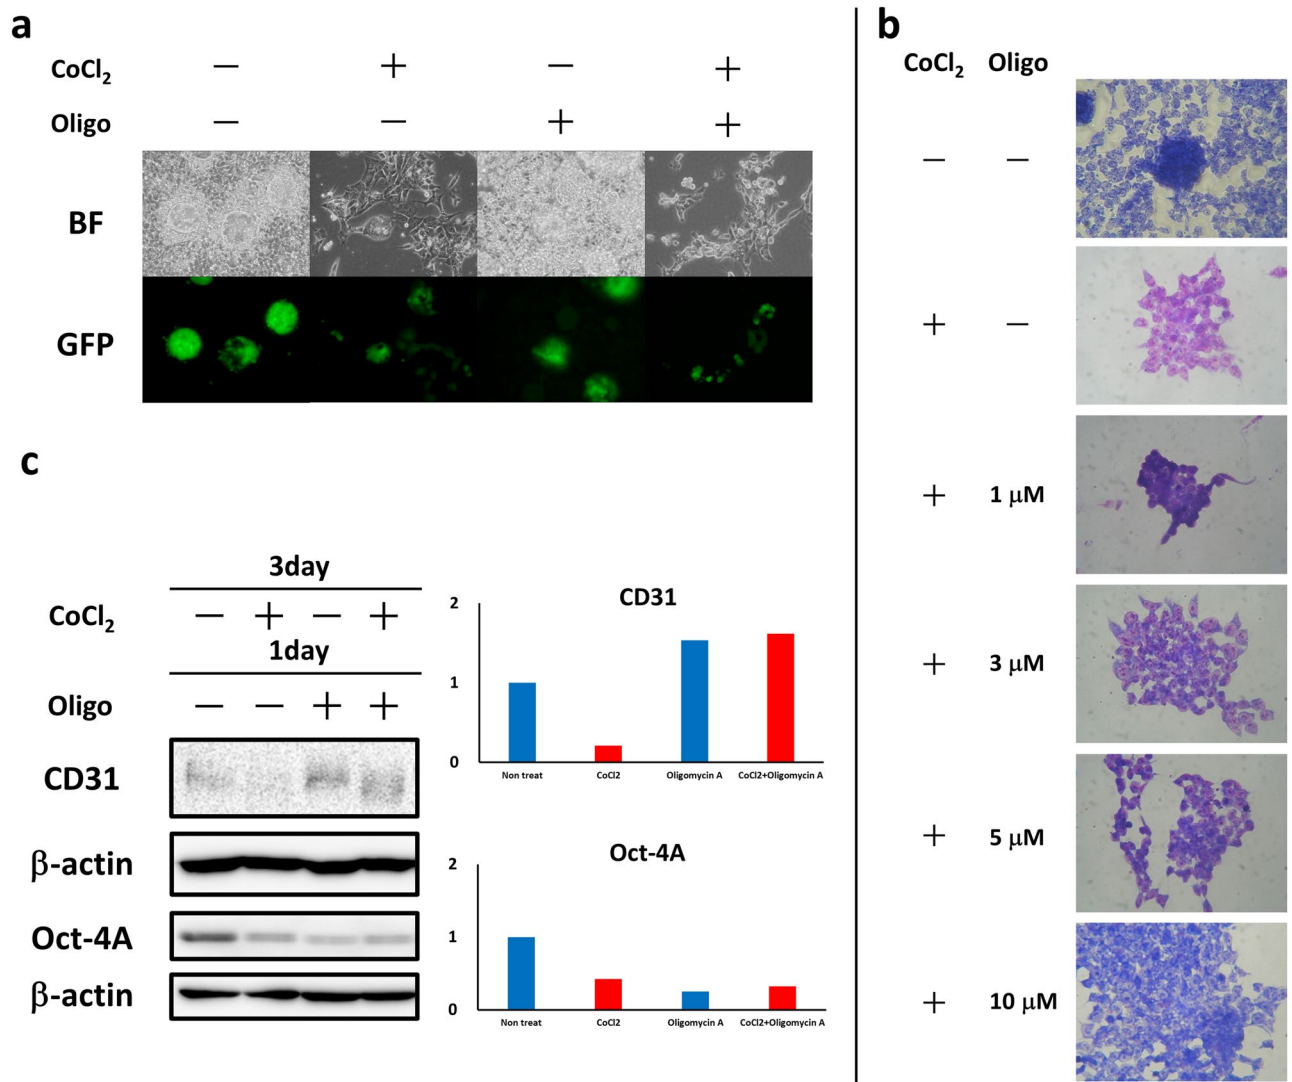 a
CoCl2 − + − +
Oligo − − + +
BF
GFP
b
CoCl2 Oligo
− −
+ −
+ 1 μM
+ 3 μM
+ 5 μM
+ 10 μM
c
3day
CoCl2 − + − +
1day
Oligo − − + +
CD31
β-actin
Oct-4A
β-actin
CD31
2
1
0
Non treat CoCl2 Oligomycin A CoCl2+Oligomycin A
Oct-4A
2
1
0
Non treat CoCl2 Oligomycin A CoCl2+Oligomycin A